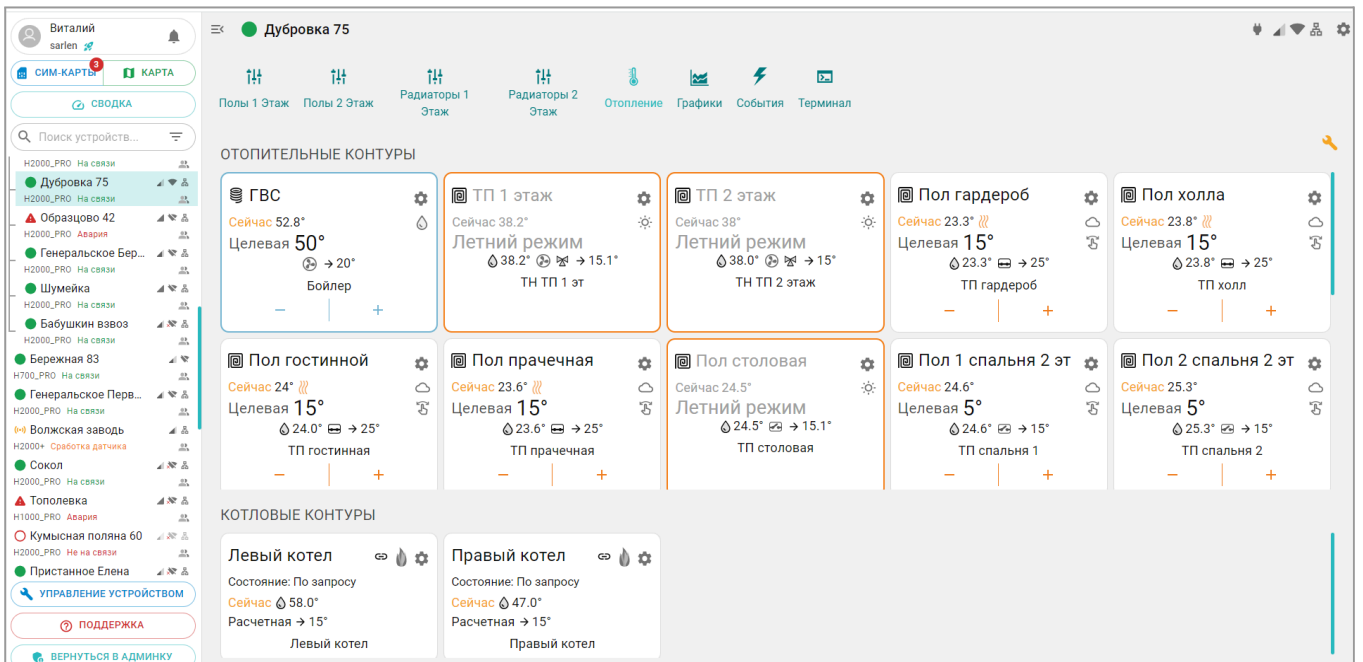 Виталий
sarlen
СИМ-КАРТЫ
3
КАРТА
СВОДКА
Поиск устройств...
H2000_PRO На связи
Дубровка 75
H2000_PRO На связи
Образцово 42
H2000_PRO Авария
Генеральское Бер...
H2000_PRO На связи
Шумейка
H2000_PRO На связи
Бабушкин взвоз
H2000_PRO На связи
Бережная 83
H700_PRO На связи
Генеральское Перв...
H2000_PRO На связи
Волжская заводь
H2000+ Сработка датчика
Сокол
H2000_PRO На связи
Тополевка
H1000_PRO Авария
Кумысная поляна 60
H2000_PRO Не на связи
Пристанное Елена
УПРАВЛЕНИЕ УСТРОЙСТВОМ
ПОДДЕРЖКА
ВЕРНУТЬСЯ В АДМИНКУ
Дубровка 75
Полы 1 Этаж
Полы 2 Этаж
Радиаторы 1
Этаж
Радиаторы 2
Этаж
Отопление
Графики
События
Терминал
ОТОПИТЕЛЬНЫЕ КОНТУРЫ
ГВС
Сейчас 52.8°
Целевая 50°
→ 20°
Бойлер
− +
ТП 1 этаж
Сейчас 38.2°
Летний режим
38.2° → 15.1°
ТН ТП 1 эт
ТП 2 этаж
Сейчас 38°
Летний режим
38.0° → 15°
ТН ТП 2 этаж
Пол гардероб
Сейчас 23.3°
Целевая 15°
23.3° → 25°
ТП гардероб
− +
Пол холла
Сейчас 23.8°
Целевая 15°
23.8° → 25°
ТП холл
− +
Пол гостинной
Сейчас 24°
Целевая 15°
24.0° → 25°
ТП гостинная
− +
Пол прачечная
Сейчас 23.6°
Целевая 15°
23.6° → 25°
ТП прачечная
− +
Пол столовая
Сейчас 24.5°
Летний режим
24.5° → 15.1°
ТП столовая
Пол 1 спальня 2 эт
Сейчас 24.6°
Целевая 5°
24.6° → 15°
ТП спальня 1
− +
Пол 2 спальня 2 эт
Сейчас 25.3°
Целевая 5°
25.3° → 15°
ТП спальня 2
− +
КОТЛОВЫЕ КОНТУРЫ
Левый котел
Состояние: По запросу
Сейчас 58.0°
Расчетная → 15°
Левый котел
Правый котел
Состояние: По запросу
Сейчас 47.0°
Расчетная → 15°
Правый котел